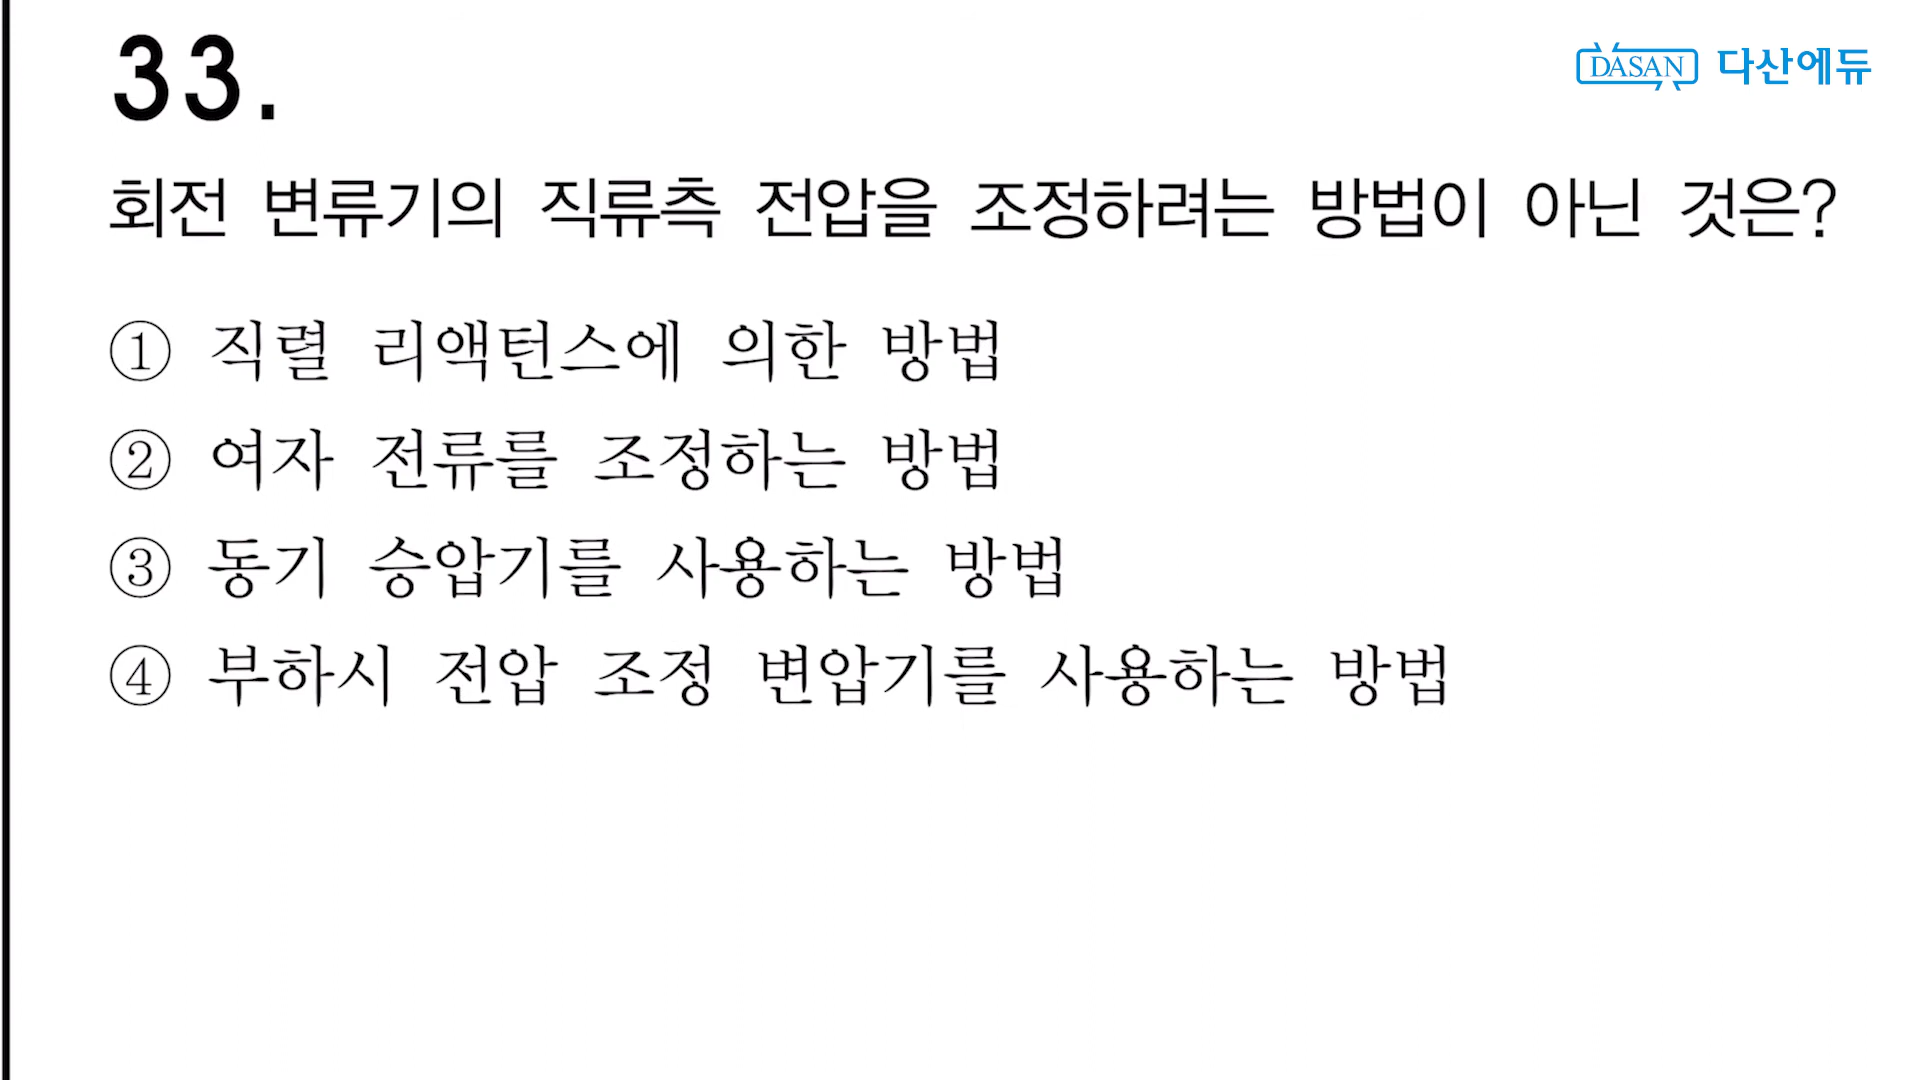 33.
DASAN 다산에듀
회전 변류기의 직류측 전압을 조정하려는 방법이 아닌 것은?
① 직렬 리액턴스에 의한 방법
② 여자 전류를 조정하는 방법
③ 동기 승압기를 사용하는 방법
④ 부하시 전압 조정 변압기를 사용하는 방법